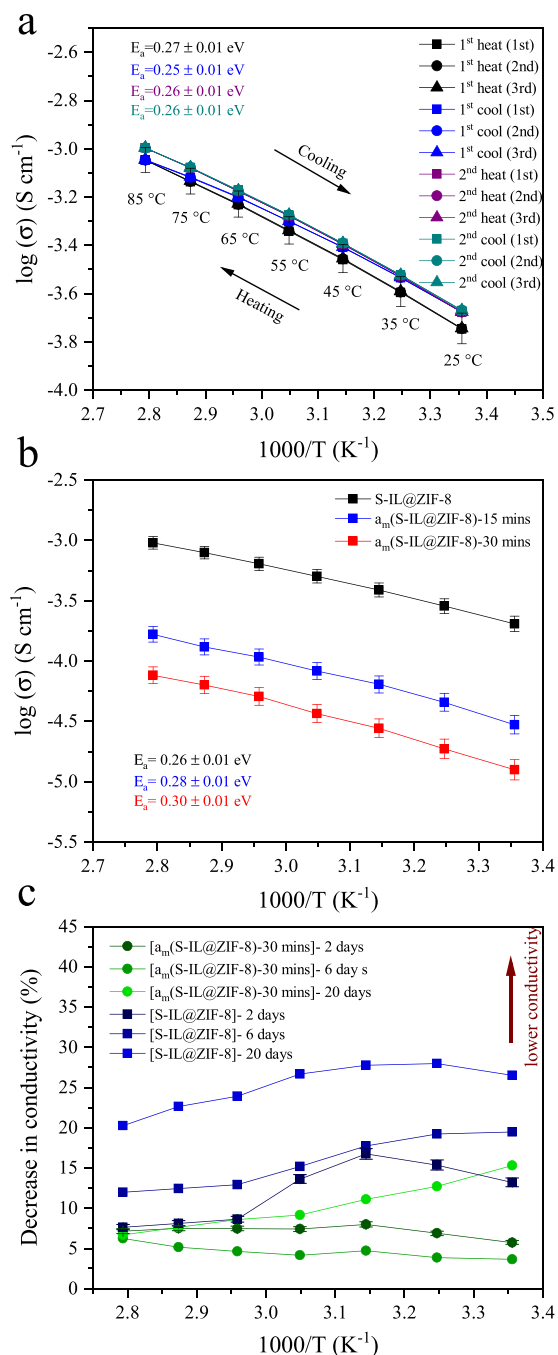 a
E_a=0.27 ± 0.01 eV
E_a=0.25 ± 0.01 eV
E_a=0.26 ± 0.01 eV
E_a=0.26 ± 0.01 eV
1st heat (1st)
1st heat (2nd)
1st heat (3rd)
1st cool (1st)
1st cool (2nd)
1st cool (3rd)
2nd heat (1st)
2nd heat (2nd)
2nd heat (3rd)
2nd cool (1st)
2nd cool (2nd)
2nd cool (3rd)
Cooling
Heating
85 °C
75 °C
65 °C
55 °C
45 °C
35 °C
25 °C
log (σ) (S cm-1)
-2.6
-2.8
-3.0
-3.2
-3.4
-3.6
-3.8
-4.0
2.7 2.8 2.9 3.0 3.1 3.2 3.3 3.4 3.5
1000/T (K-1)
b
S-IL@ZIF-8
a_m(S-IL@ZIF-8)-15 mins
a_m(S-IL@ZIF-8)-30 mins
E_a= 0.26 ± 0.01 eV
E_a= 0.28 ± 0.01 eV
E_a= 0.30 ± 0.01 eV
log (σ) (S cm-1)
-2.5
-3.0
-3.5
-4.0
-4.5
-5.0
-5.5
2.7 2.8 2.9 3.0 3.1 3.2 3.3 3.4
1000/T (K-1)
c
[a_m(S-IL@ZIF-8)-30 mins]- 2 days
[a_m(S-IL@ZIF-8)-30 mins]- 6 day s
[a_m(S-IL@ZIF-8)-30 mins]- 20 days
[S-IL@ZIF-8]- 2 days
[S-IL@ZIF-8]- 6 days
[S-IL@ZIF-8]- 20 days
lower conductivity
Decrease in conductivity (%)
45
40
35
30
25
20
15
10
5
0
2.8 2.9 3.0 3.1 3.2 3.3 3.4
1000/T (K-1)